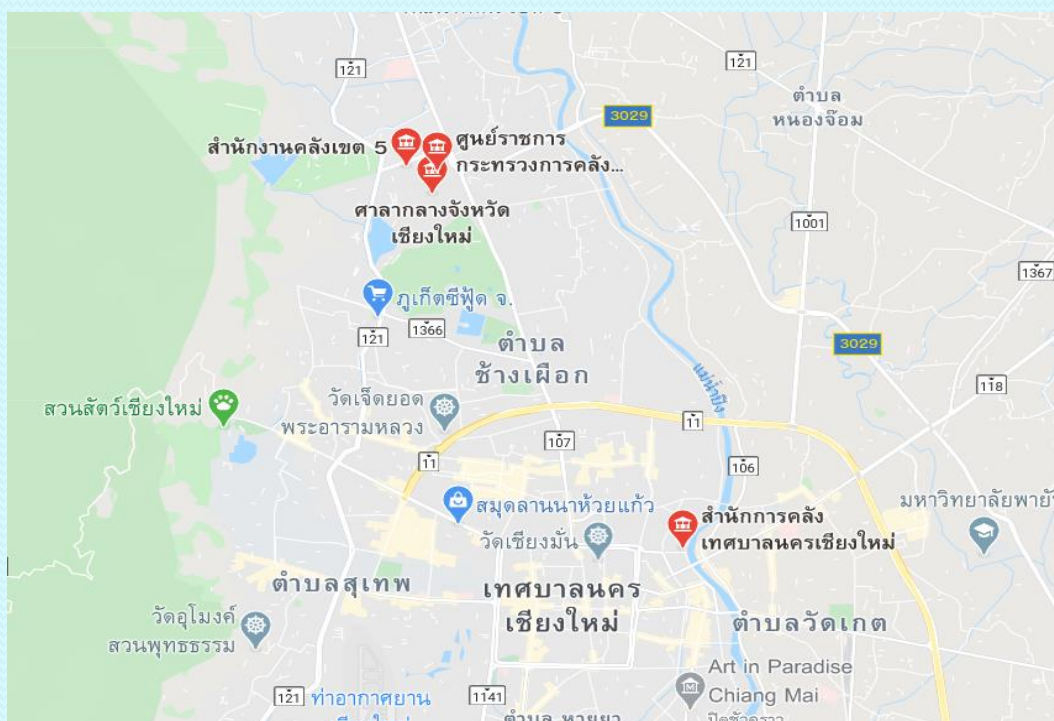 121
121
ตำบล
หนองจ๊อม
3029
สำนักงานคลังเขต 5
ศูนย์ราชการ
กระทรวงการคลัง...
ศาลากลางจังหวัด
เชียงใหม่
1001
1367
ภูเก็ตซีฟู้ด จ.
1366
121
ตำบล
ช้างเผือก
3029
แม่น้ำปิง
118
สวนสัตว์เชียงใหม่
วัดเจ็ดยอด
พระอารามหลวง
11
107
11
106
สมุดลานนาห้วยแก้ว
สำนักการคลัง
เทศบาลนครเชียงใหม่
มหาวิทยาลัยพายัพ
วัดเชียงมั่น
ตำบลสุเทพ
เทศบาลนคร
เชียงใหม่
ตำบลวัดเกต
วัดอุโมงค์
สวนพุทธธรรม
Art in Paradise
Chiang Mai
121
ท่าอากาศยาน
1141